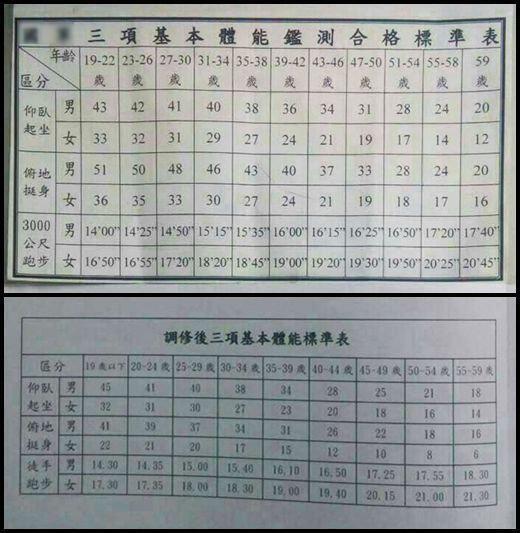 三項基本體能鑑測合格標準表
年齡 區分 19-22歲 23-26歲 27-30歲 31-34歲 35-38歲 39-42歲 43-46歲 47-50歲 51-54歲 55-58歲 59歲
仰臥起坐 男 43 42 41 40 38 36 34 31 28 24 20
女 33 32 31 29 27 24 21 19 17 14 12
俯地挺身 男 51 50 48 46 43 40 37 33 28 24 20
女 36 35 33 30 27 24 21 19 18 17 16
3000公尺跑步 男 14'00" 14'25" 14'50" 15'15" 15'35" 16'00" 16'15" 16'25" 16'50" 17'20" 17'40"
女 16'50" 16'55" 17'20" 18'20" 18'45" 19'00" 19'20" 19'30" 19'50" 20'25" 20'45"
調修後三項基本體能標準表
區分 19歲以下 20-24歲 25-29歲 30-34歲 35-39歲 40-44歲 45-49歲 50-54歲 55-59歲
仰臥起坐 男 45 41 40 38 34 28 25 21 18
女 32 31 30 27 23 20 18 16 14
俯地挺身 男 41 39 37 34 31 26 22 18 16
女 22 21 20 17 15 12 10 8 6
徒手跑步 男 14.30 14.35 15.00 15.40 16.10 16.50 17.25 17.55 18.30
女 17.30 17.35 18.00 18.30 19.00 19.40 20.15 21.00 21.30